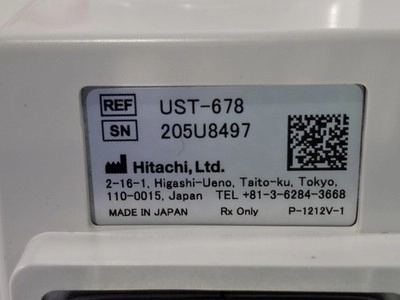 REF UST-678
SN 205U8497
Hitachi, Ltd.
2-16-1, Higashi-Ueno, Taito-ku, Tokyo,
110-0015, Japan TEL +81-3-6284-3668
MADE IN JAPAN Rx Only P-1212V-1